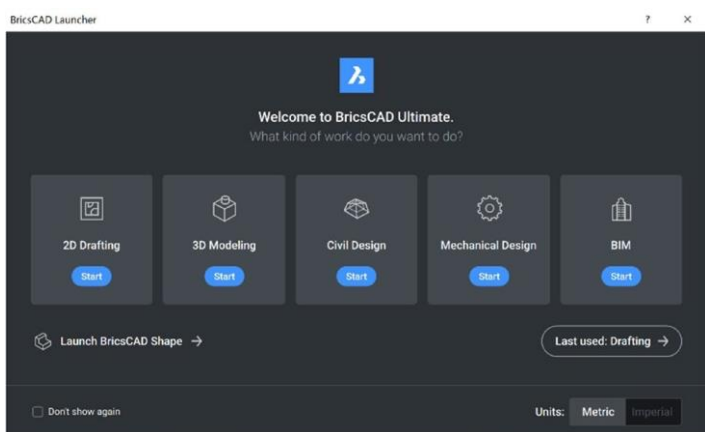 BricsCAD Launcher
?
Welcome to BricsCAD Ultimate.
What kind of work do you want to do?
2D Drafting
Start
3D Modeling
Start
Civil Design
Start
Mechanical Design
Start
BIM
Start
Launch BricsCAD Shape →
Last used: Drafting →
Don't show again
Units: Metric Imperial